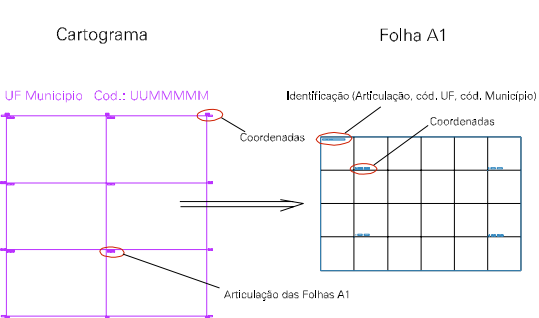 Cartograma
Folha A1
UF Município Cod.: UUMMMMM
Identificação (Articulação, cód. UF, cód. Município)
Coordenadas
Coordenadas
Articulação das Folhas A1